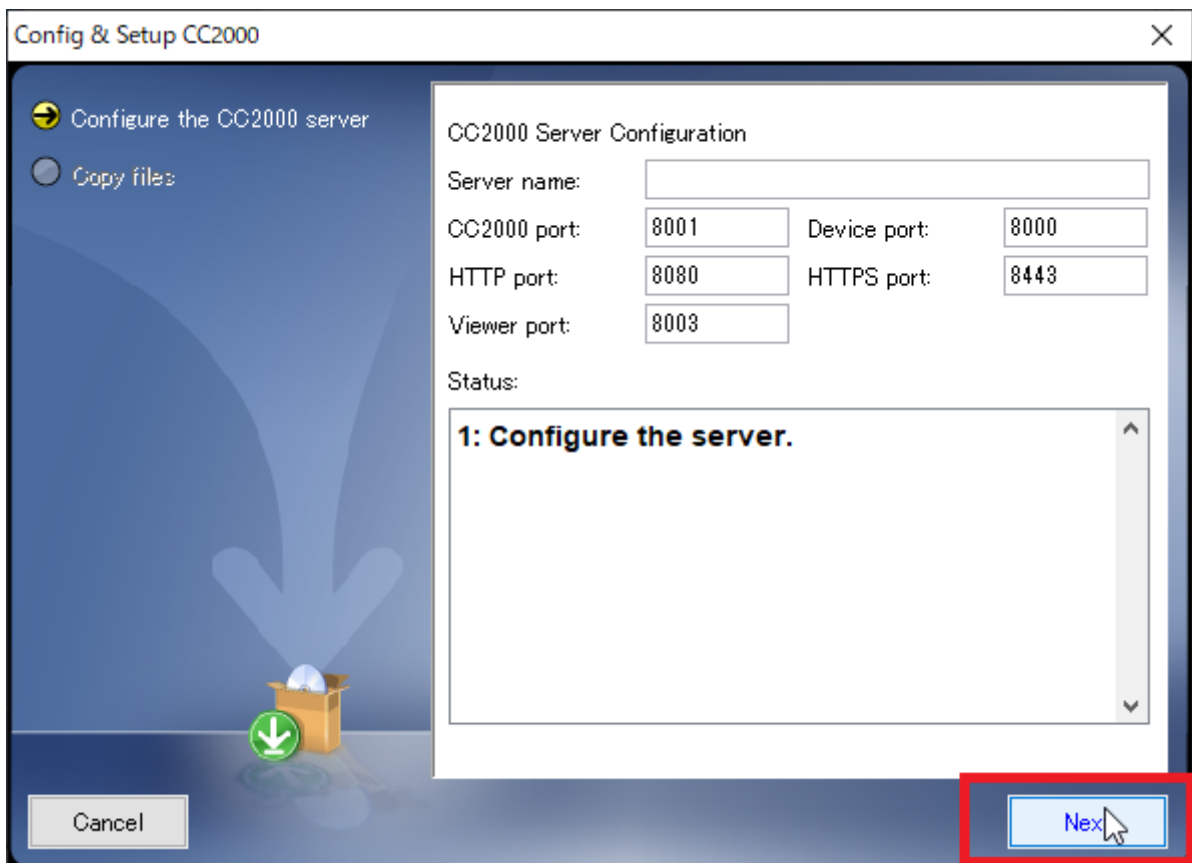 Config & Setup CC2000
Configure the CC2000 server
Copy files
CC2000 Server Configuration
Server name:
CC2000 port: 8001 Device port: 8000
HTTP port: 8080 HTTPS port: 8443
Viewer port: 8003
Status:
1: Configure the server.
Cancel
Nex